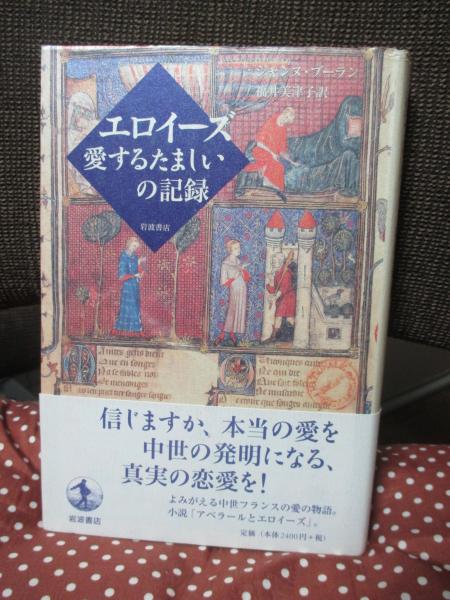 ジャンヌ・ブーラン
福井美津子訳
エロイーズ
愛するたましい
の記録
岩波書店
信じますか、本当の愛を
中世の発明になる、
真実の恋愛を!
よみがえる中世フランスの愛の物語。
小説『アベラールとエロイーズ』。
岩波書店
定価(本体2400円+税)